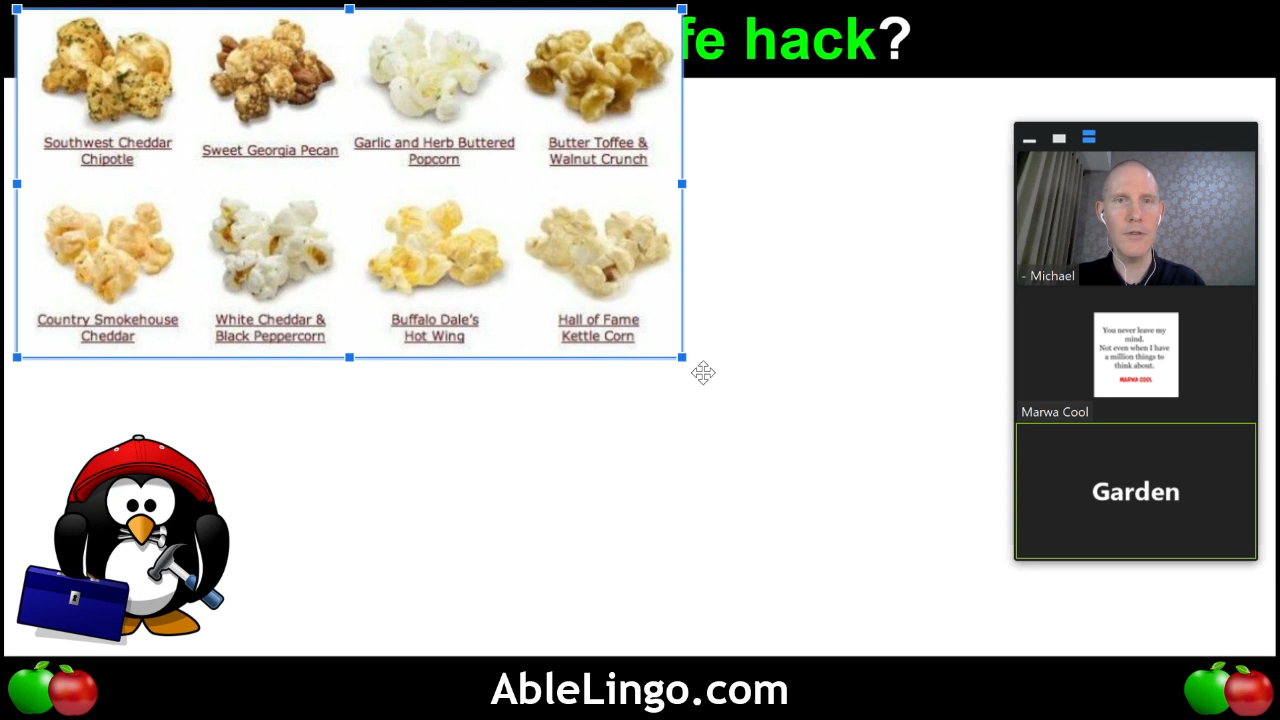 fe hack?
Southwest Cheddar
Chipotle
Sweet Georgia Pecan
Garlic and Herb Buttered
Popcorn
Butter Toffee &
Walnut Crunch
Country Smokehouse
Cheddar
White Cheddar &
Black Peppercorn
Buffalo Dale's
Hot Wing
Hall of Fame
Kettle Corn
- Michael
You never leave my
mind.
Not even when I have
a million things to
think about.
MARWA COOL
Marwa Cool
Garden
AbleLingo.com